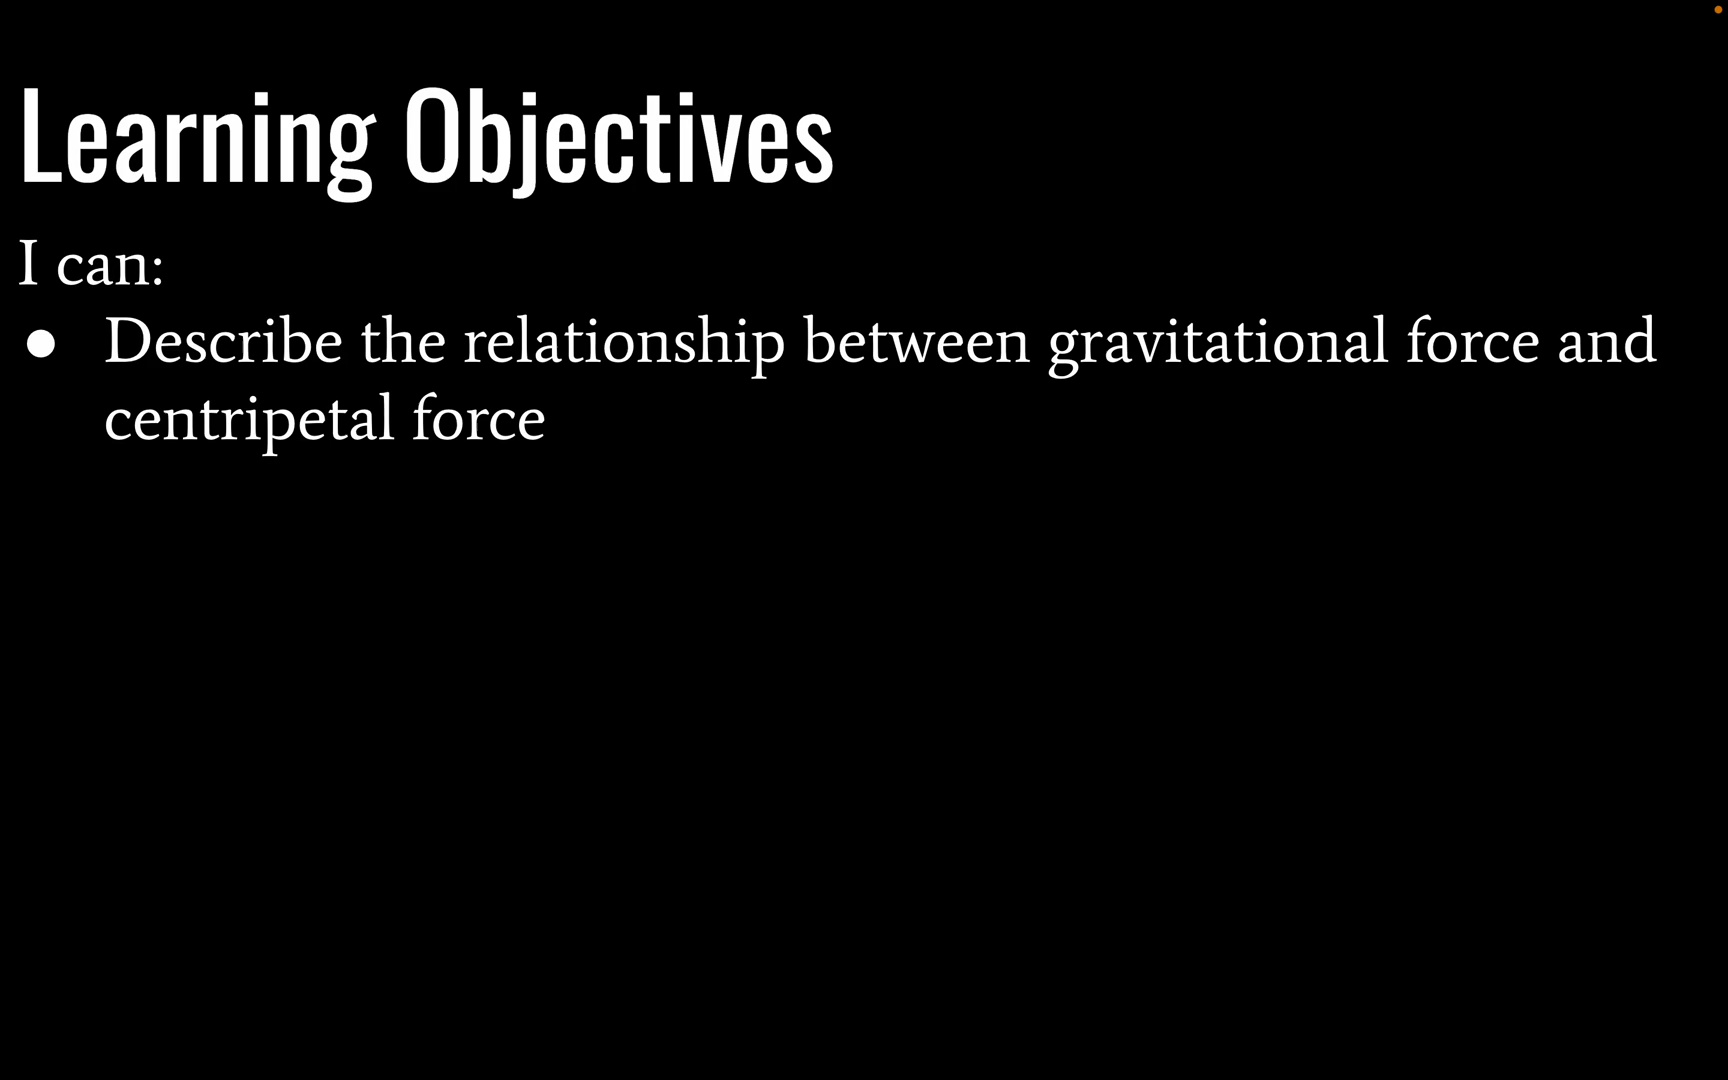 Learning Objectives
I can:
● Describe the relationship between gravitational force and
centripetal force